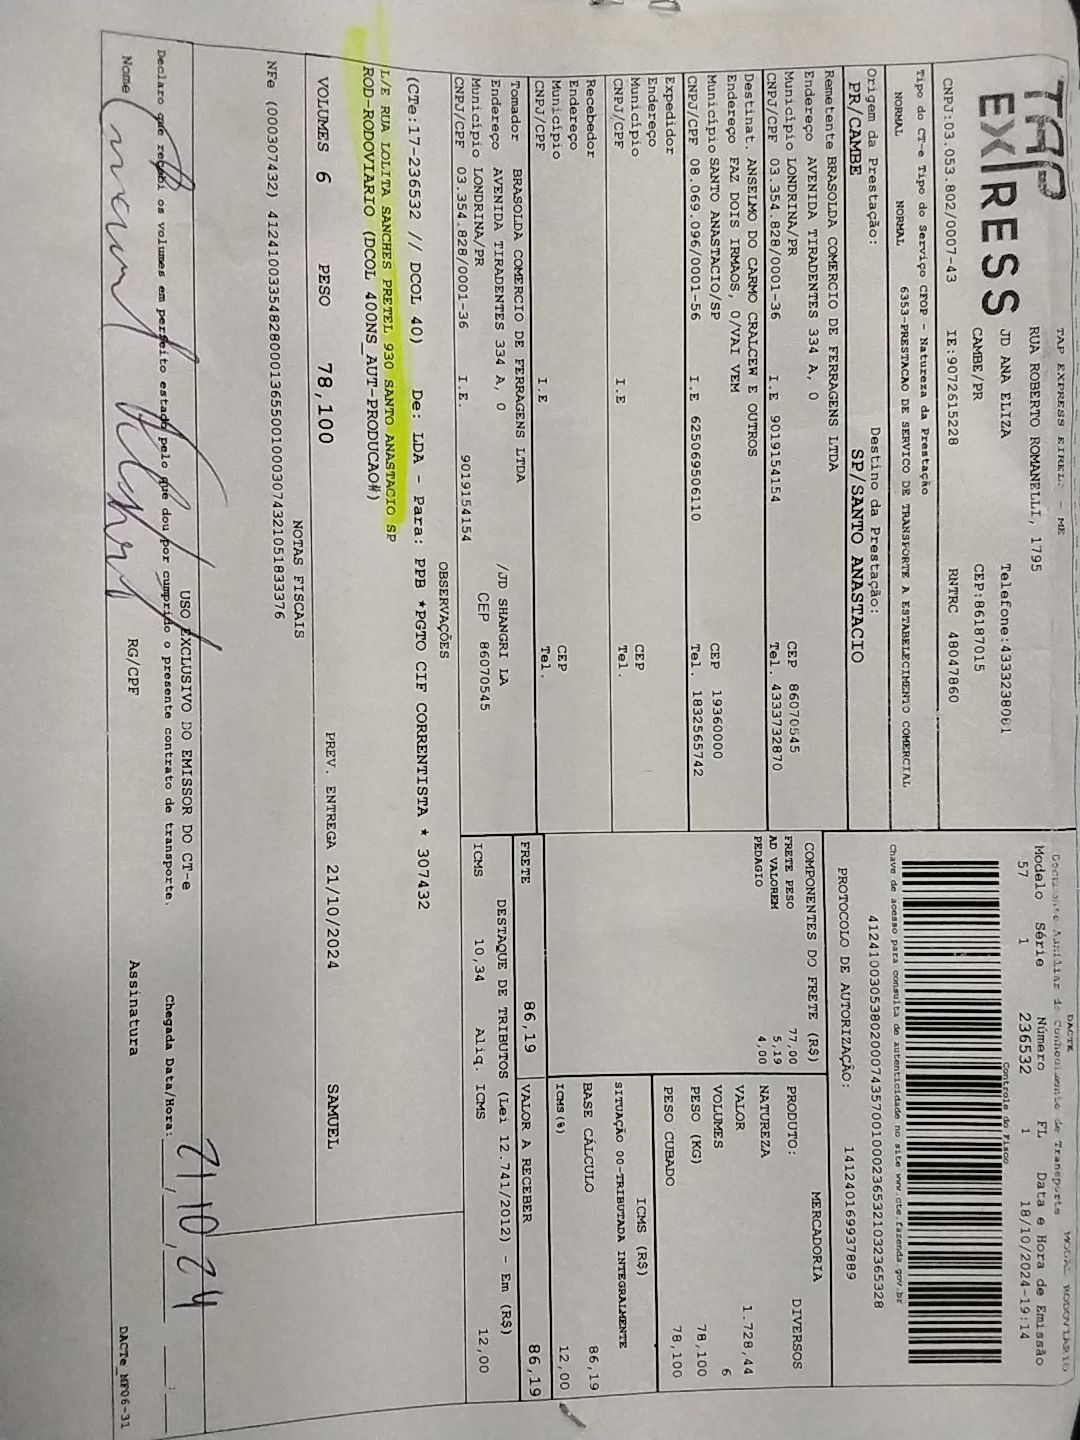 TAP EXPRESS
TAP EXPRESS EIRELI - ME
RUA ROBERTO ROMANELLI, 1795
JD ANA ELIZA Telefone:4333238061
CAMBE/PR CEP:86187015
CNPJ:03.053.802/0007-43 IE:9072615228 RNTRC 48047860
DACTE MODAL RODOVIARIO
Documento Auxiliar do Conhecimento de Transporte
Modelo Série Número FL Data e Hora de Emissão
57 1 236532 1 18/10/2024-19:14
Controle do Fisco
Chave de acesso para consulta de autenticidade no site www.cte.fazenda.gov.br
41241003053802000743570010002365321032365328
PROTOCOLO DE AUTORIZAÇÃO: 141240169937889
Tipo do CT-e Tipo do Serviço CFOP - Natureza da Prestação
NORMAL NORMAL 6353-PRESTACAO DE SERVICO DE TRANSPORTE A ESTABELECIMENTO COMERCIAL
Origem da Prestação: Destino da Prestação:
PR/CAMBE SP/SANTO ANASTACIO
Remetente BRASOLDA COMERCIO DE FERRAGENS LTDA
Endereço AVENIDA TIRADENTES 334 A, 0
Município LONDRINA/PR CEP 86070545
CNPJ/CPF 03.354.828/0001-36 I.E 9019154154 Tel. 4333732870
Destinat. ANSELMO DO CARMO CRALCEW E OUTROS
Endereço FAZ DOIS IRMAOS, 0/VAI VEM
Município SANTO ANASTACIO/SP CEP 19360000
CNPJ/CPF 08.069.096/0001-56 I.E 625069506110 Tel. 1832565742
Expedidor
Endereço
Município CEP
CNPJ/CPF I.E Tel.
Recebedor
Endereço
Município CEP
CNPJ/CPF I.E Tel.
Tomador BRASOLDA COMERCIO DE FERRAGENS LTDA
Endereço AVENIDA TIRADENTES 334 A, 0 /JD SHANGRI LA
Município LONDRINA/PR CEP 86070545
CNPJ/CPF 03.354.828/0001-36 I.E. 9019154154
COMPONENTES DO FRETE (R$)
FRETE PESO 77,00
AD VALOREM 5,19
PEDAGIO 4,00
MERCADORIA
PRODUTO: DIVERSOS
NATUREZA
VALOR 1.728,44
VOLUMES 6
PESO (KG) 78,100
PESO CUBADO 78,100
ICMS (R$)
SITUAÇÃO 00-TRIBUTADA INTEGRALMENTE
BASE CÁLCULO 86,19
ICMS(%) 12,00
FRETE 86,19 VALOR A RECEBER 86,19
DESTAQUE DE TRIBUTOS (Lei 12.741/2012) - Em (R$)
ICMS 10,34 Aliq. ICMS 12,00
OBSERVAÇÕES
(CTe:17-236532 // DCOL 40) De: LDA - Para: PPB *PGTO CIF CORRENTISTA * 307432
L/E RUA LOLITA SANCHES PRETEL 930 SANTO ANASTACIO SP
ROD-RODOVIARIO (DCOL 400NS_AUT-PRODUCAO#)
VOLUMES 6 PESO 78,100 PREV. ENTREGA 21/10/2024 SAMUEL
NOTAS FISCAIS
NFe (000307432) 41241003354828000136550010003074321051833376
USO EXCLUSIVO DO EMISSOR DO CT-e
Declaro que recebi os volumes em perfeito estado pelo que dou por cumprido o presente contrato de transporte.
Chegada Data/Hora: 21,10,24
Nome RG/CPF Assinatura
DACTe_MF06-31